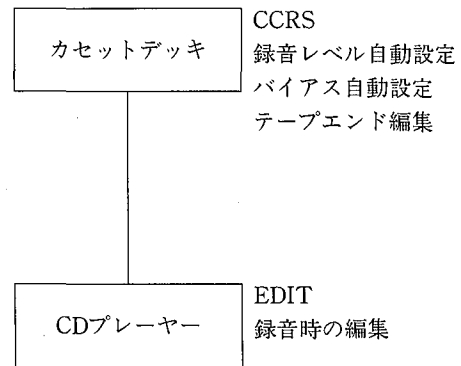 カセットデッキ
CCRS
録音レベル自動設定
バイアス自動設定
テープエンド編集
CDプレーヤー
EDIT
録音時の編集